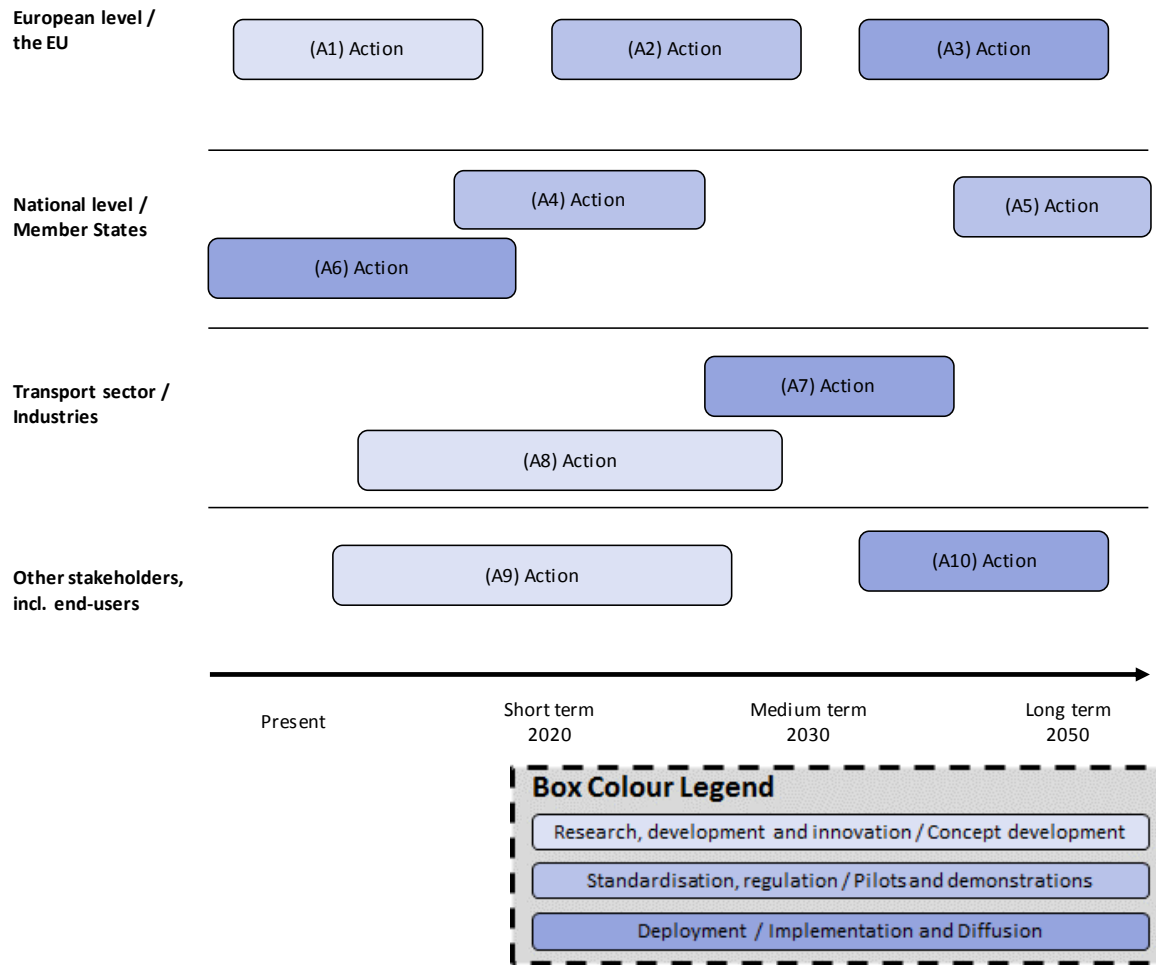 European level /
the EU
(A1) Action
(A2) Action
(A3) Action
National level /
Member States
(A4) Action
(A5) Action
(A6) Action
Transport sector /
Industries
(A7) Action
(A8) Action
Other stakeholders,
incl. end-users
(A9) Action
(A10) Action
Present
Short term
2020
Medium term
2030
Long term
2050
Box Colour Legend
Research, development and innovation / Concept development
Standardisation, regulation / Pilots and demonstrations
Deployment / Implementation and Diffusion